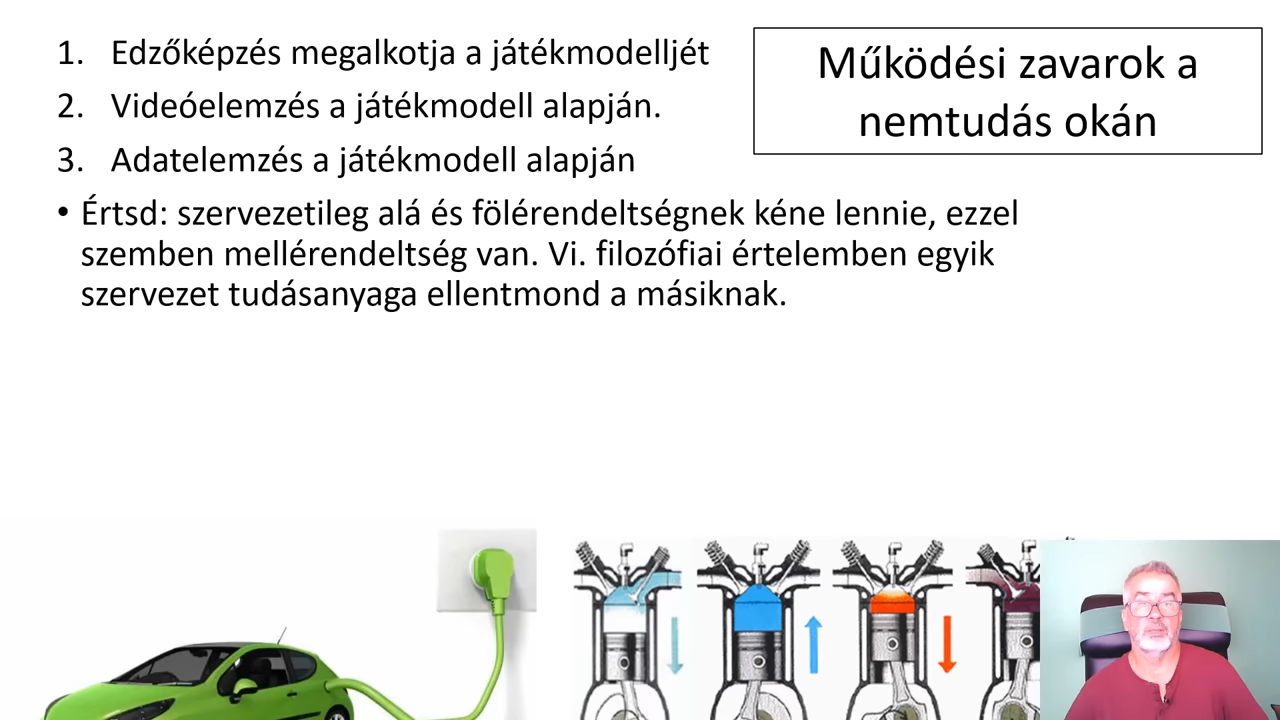 1. Edzőképzés megalkotja a játékmodelljét
2. Videóelemzés a játékmodell alapján.
3. Adatelemzés a játékmodell alapján
• Értsd: szervezetileg alá és fölérendeltségnek kéne lennie, ezzel
szemben mellérendeltség van. Vi. filozófiai értelemben egyik
szervezet tudásanyaga ellentmond a másiknak.
Működési zavarok a
nemtudás okán